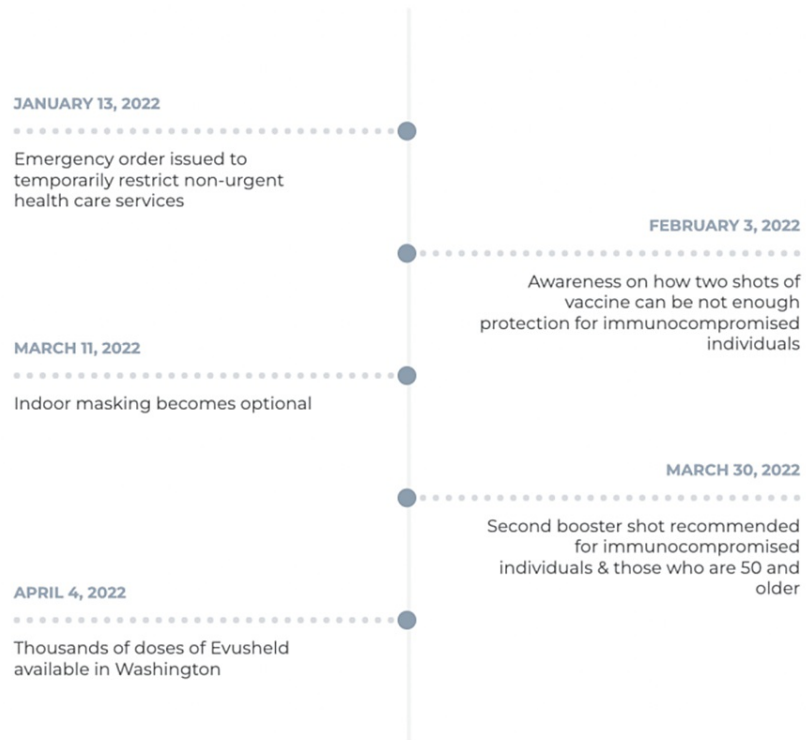 JANUARY 13, 2022
Emergency order issued to
temporarily restrict non-urgent
health care services
FEBRUARY 3, 2022
Awareness on how two shots of
vaccine can be not enough
protection for immunocompromised
individuals
MARCH 11, 2022
Indoor masking becomes optional
MARCH 30, 2022
Second booster shot recommended
for immunocompromised
individuals & those who are 50 and
older
APRIL 4, 2022
Thousands of doses of Evusheld
available in Washington